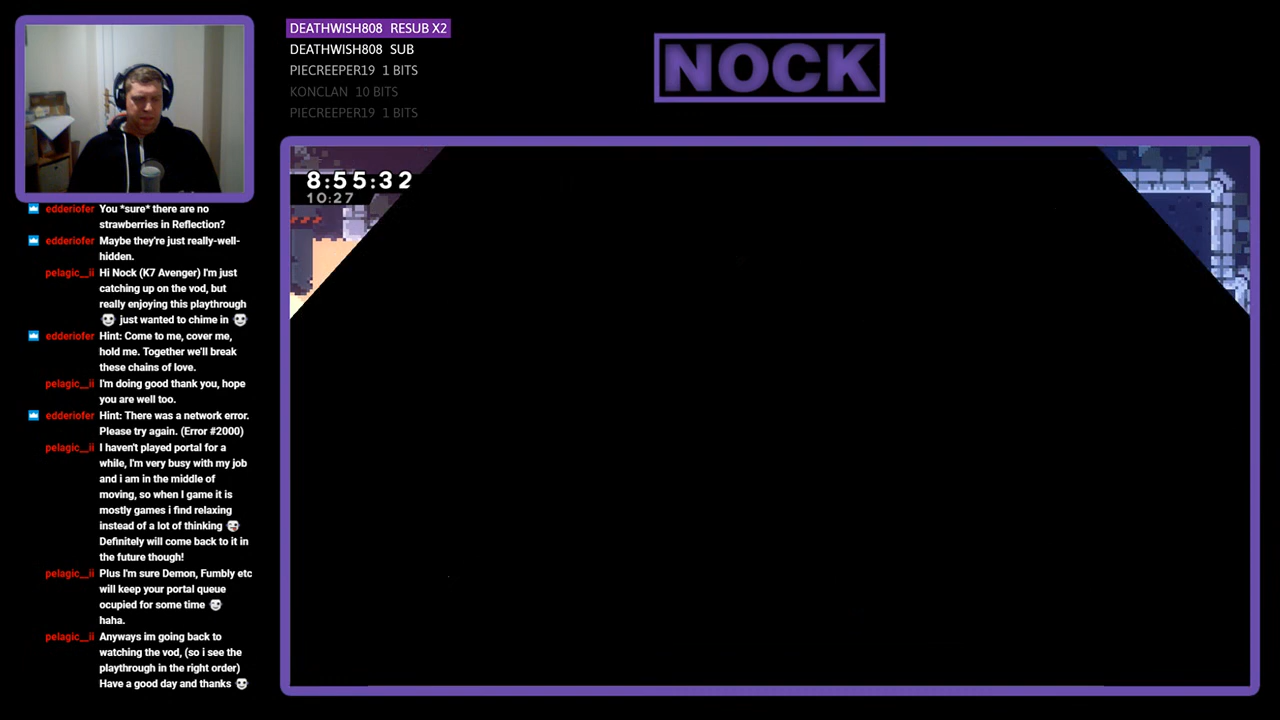 DEATHWISH808 RESUB X2
DEATHWISH808 SUB
PIECREEPER19 1 BITS
KONCLAN 10 BITS
PIECREEPER19 1 BITS
NOCK
8:55:32
10:27
edderiofer You *sure* there are no
strawberries in Reflection?
edderiofer Maybe they're just really-well-
hidden.
pelagic__ii Hi Nock (K7 Avenger) I'm just
catching up on the vod, but
really enjoying this playthrough
just wanted to chime in
edderiofer Hint: Come to me, cover me,
hold me. Together we'll break
these chains of love.
pelagic__ii I'm doing good thank you, hope
you are well too.
edderiofer Hint: There was a network error.
Please try again. (Error #2000)
pelagic__ii I haven't played portal for a
while, I'm very busy with my job
and i am in the middle of
moving, so when I game it is
mostly games i find relaxing
instead of a lot of thinking
Definitely will come back to it in
the future though!
pelagic__ii Plus I'm sure Demon, Fumbly etc
will keep your portal queue
ocupied for some time
haha.
pelagic__ii Anyways im going back to
watching the vod, (so i see the
playthrough in the right order)
Have a good day and thanks